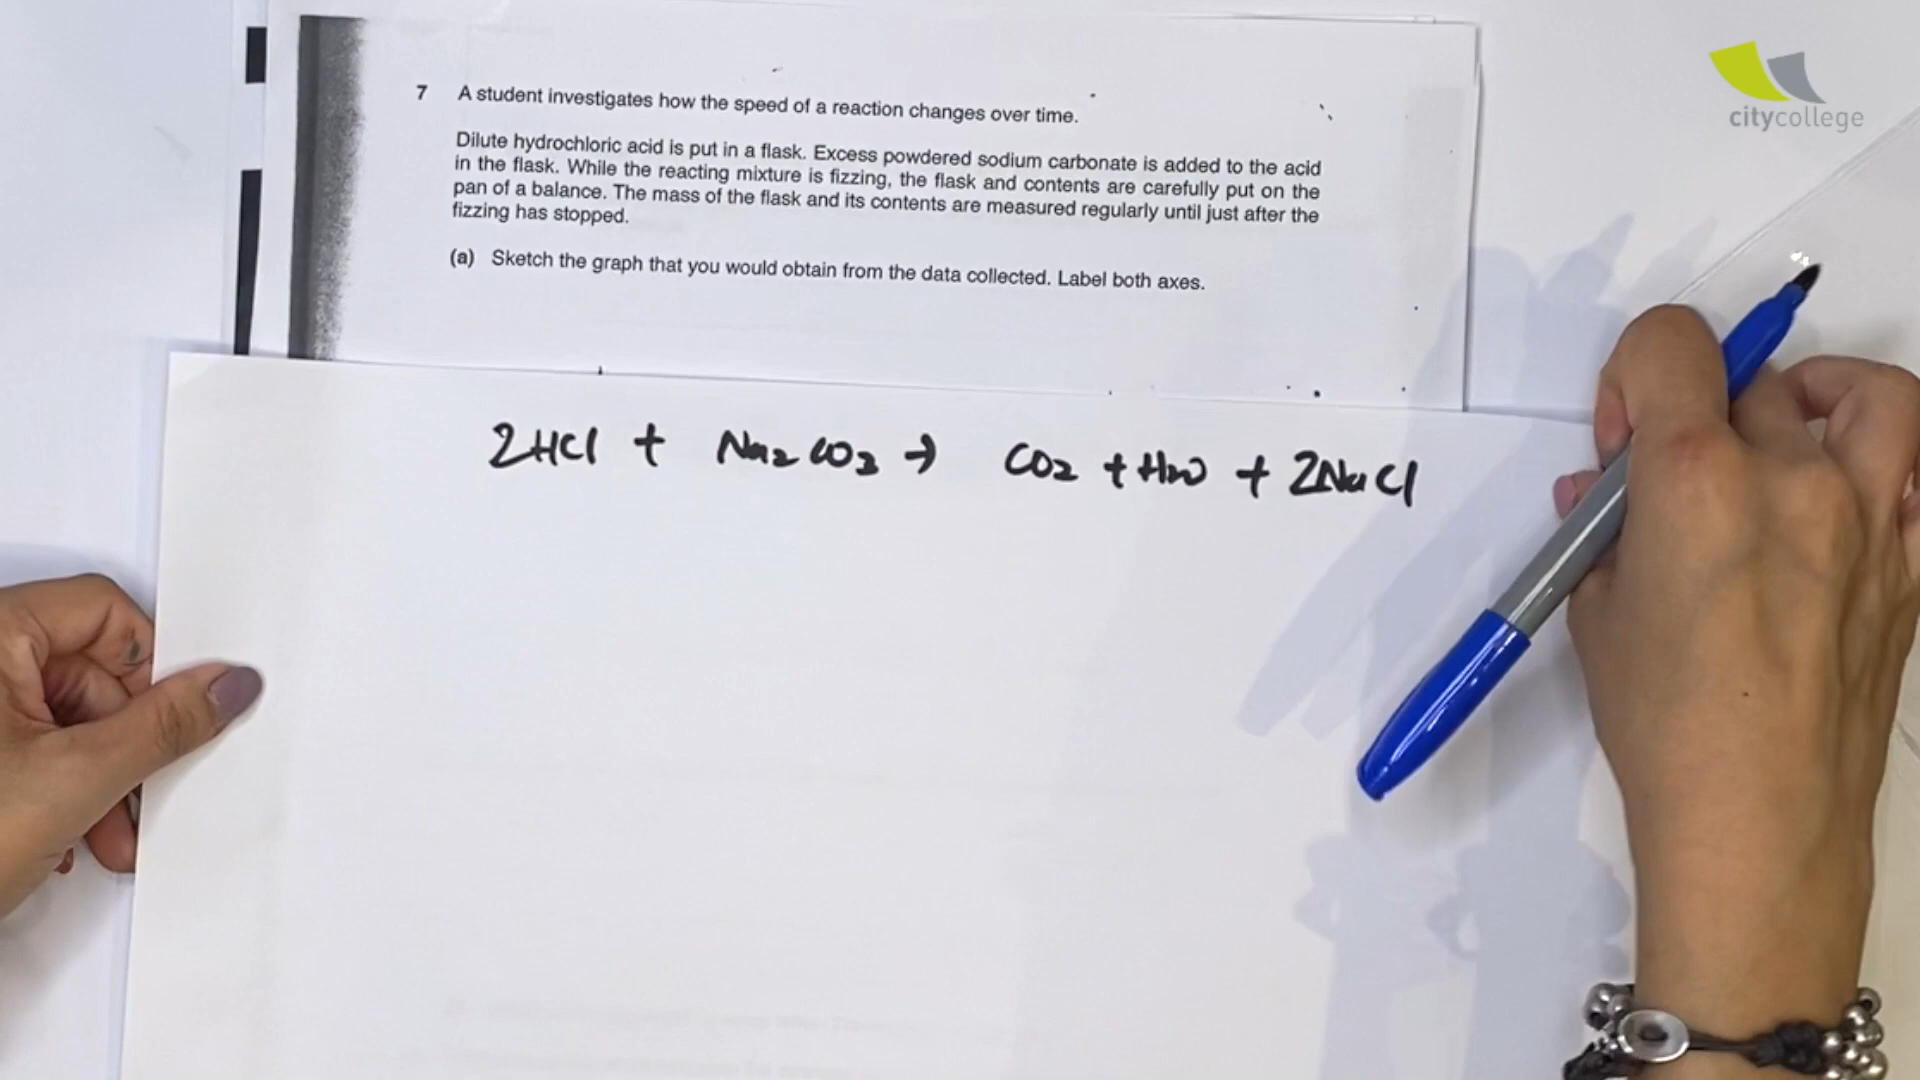 citycollege
7 A student investigates how the speed of a reaction changes over time.
Dilute hydrochloric acid is put in a flask. Excess powdered sodium carbonate is added to the acid
in the flask. While the reacting mixture is fizzing, the flask and contents are carefully put on the
pan of a balance. The mass of the flask and its contents are measured regularly until just after the
fizzing has stopped.
(a) Sketch the graph that you would obtain from the data collected. Label both axes.
2HCl + Na₂CO₃ → CO₂ + H₂O + 2NaCl